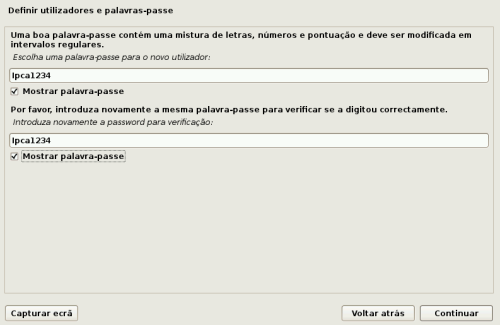 Definir utilizadores e palavras-passe
Uma boa palavra-passe contém uma mistura de letras, números e pontuação e deve ser modificada em
intervalos regulares.
Escolha uma palavra-passe para o novo utilizador:
Ipca1234
Mostrar palavra-passe
Por favor, introduza novamente a mesma palavra-passe para verificar se a digitou correctamente.
Introduza novamente a password para verificação:
Ipca1234
Mostrar palavra-passe
Capturar ecrã
Voltar atrás
Continuar